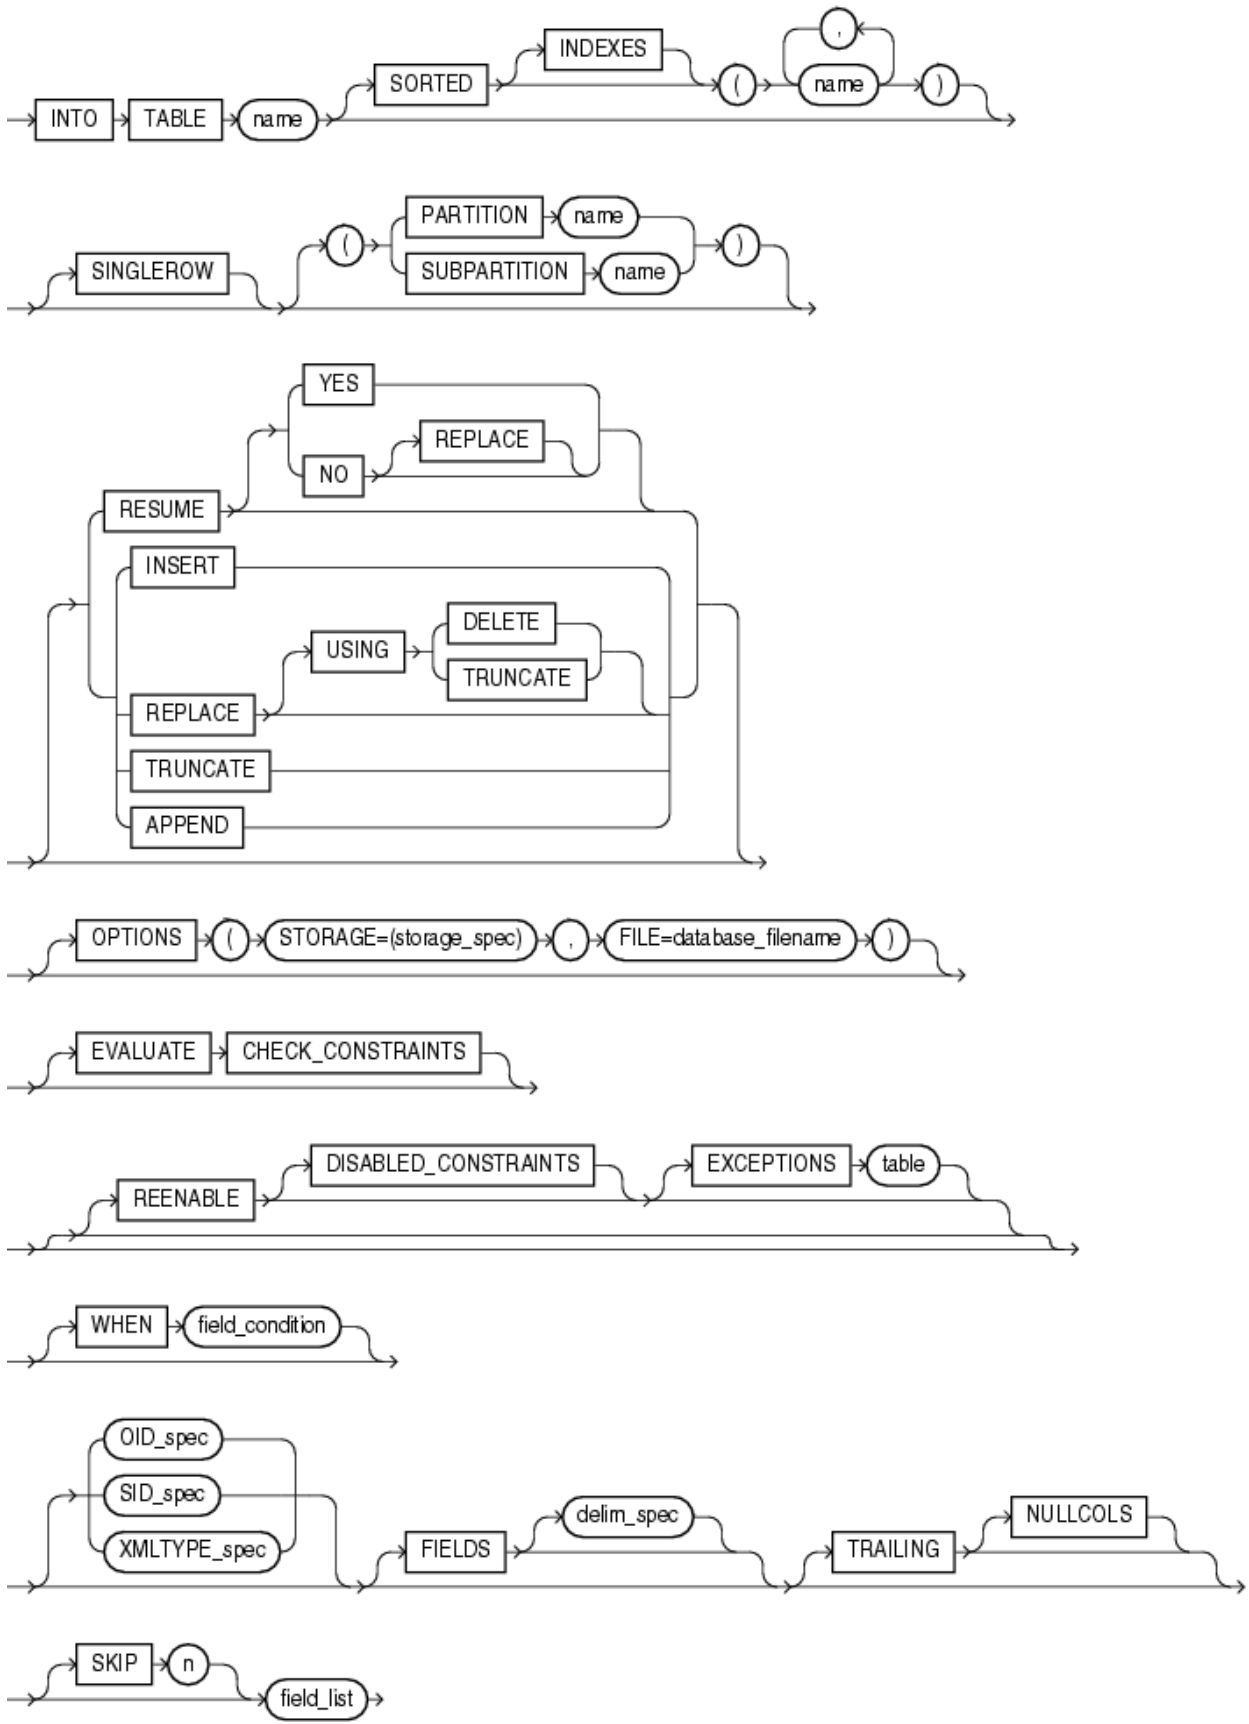 INDEXES ,
SORTED ( name )
INTO TABLE name
PARTITION name
( )
SINGLEROW SUBPARTITION name
YES
REPLACE
NO
RESUME
INSERT
DELETE
USING
TRUNCATE
REPLACE
TRUNCATE
APPEND
OPTIONS ( STORAGE=(storage_spec) , FILE=database_filename )
EVALUATE CHECK_CONSTRAINTS
DISABLED_CONSTRAINTS EXCEPTIONS table
REENABLE
WHEN field_condition
OID_spec
SID_spec delim_spec NULLCOLS
XMLTYPE_spec FIELDS TRAILING
SKIP n
field_list